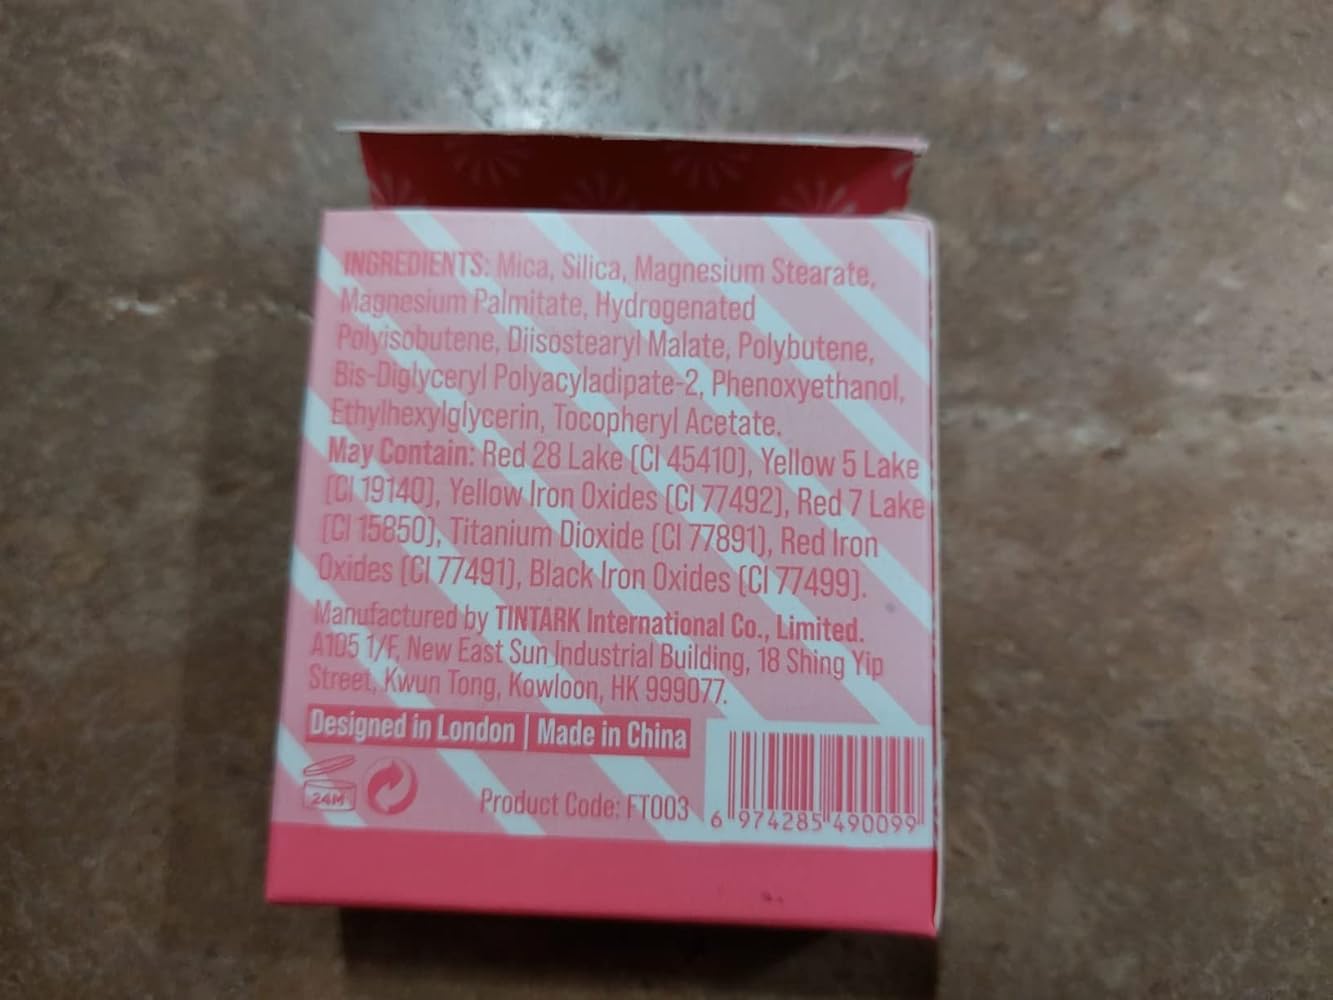 INGREDIENTS: Mica, Silica, Magnesium Stearate,
Magnesium Palmitate, Hydrogenated
Polyisobutene, Diisostearyl Malate, Polybutene,
Bis-Diglyceryl Polyacyladipate-2, Phenoxyethanol,
Ethylhexylglycerin, Tocopheryl Acetate.
May Contain: Red 28 Lake (CI 45410), Yellow 5 Lake
(CI 19140), Yellow Iron Oxides (CI 77492), Red 7 Lake
(CI 15850), Titanium Dioxide (CI 77891), Red Iron
Oxides (CI 77491), Black Iron Oxides (CI 77499).
Manufactured by TINTARK International Co., Limited.
A105 1/F, New East Sun Industrial Building, 18 Shing Yip
Street, Kwun Tong, Kowloon, HK 999077.
Designed in London | Made in China
24M
Product Code: FT003
6 974285 490099